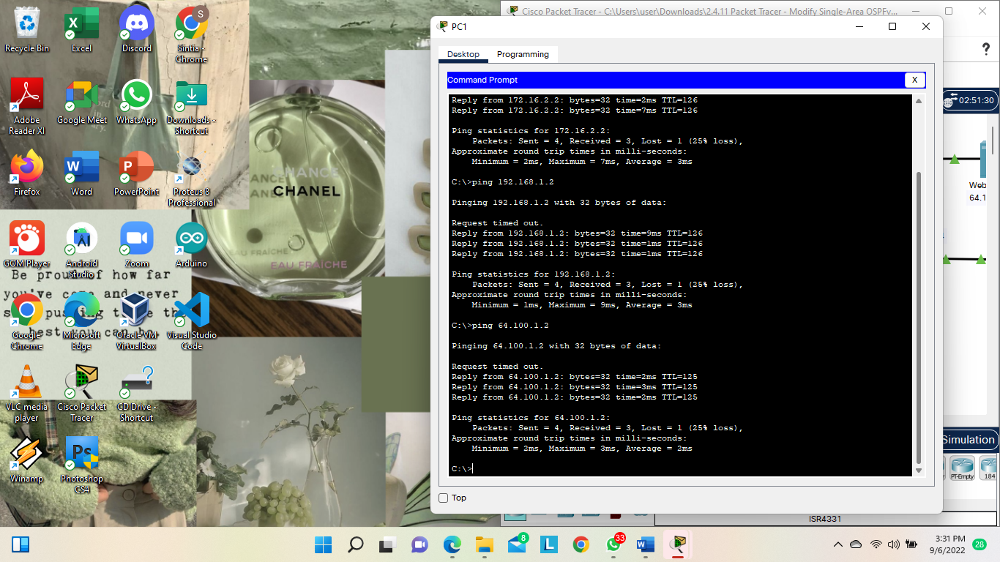 Recycle Bin
Excel
Discord
Sintia - Chrome
Adobe Reader XI
Google Meet
WhatsApp
Downloads - Shortcut
Firefox
Word
PowerPoint
Proteus 8 Professional
GOM Player
Android Studio
Zoom
Arduino
Google Chrome
Microsoft Edge
Oracle VM VirtualBox
Visual Studio Code
VLC media player
Cisco Packet Tracer
CD Drive - Shortcut
Winamp
Photoshop CS4
CHANCE
CHANEL
EAU FRAÎCHE
EAU FRAÎCHE
Be proud of how far
you've come and never
the
best you can be
Cisco Packet Tracer - C:\Users\user\Downloads\2.4.11 Packet Tracer - Modify Single-Area OSPFv...
?
02:51:30
Web
64.1
Simulation
PT-Empty
184
ISR4331
PC1
Desktop
Programming
Command Prompt
X
Reply from 172.16.2.2: bytes=32 time=2ms TTL=126
Reply from 172.16.2.2: bytes=32 time=7ms TTL=126
Ping statistics for 172.16.2.2:
Packets: Sent = 4, Received = 3, Lost = 1 (25% loss),
Approximate round trip times in milli-seconds:
Minimum = 2ms, Maximum = 7ms, Average = 3ms
C:\>ping 192.168.1.2
Pinging 192.168.1.2 with 32 bytes of data:
Request timed out.
Reply from 192.168.1.2: bytes=32 time=9ms TTL=126
Reply from 192.168.1.2: bytes=32 time=1ms TTL=126
Reply from 192.168.1.2: bytes=32 time=1ms TTL=126
Ping statistics for 192.168.1.2:
Packets: Sent = 4, Received = 3, Lost = 1 (25% loss),
Approximate round trip times in milli-seconds:
Minimum = 1ms, Maximum = 9ms, Average = 3ms
C:\>ping 64.100.1.2
Pinging 64.100.1.2 with 32 bytes of data:
Request timed out.
Reply from 64.100.1.2: bytes=32 time=2ms TTL=125
Reply from 64.100.1.2: bytes=32 time=3ms TTL=125
Reply from 64.100.1.2: bytes=32 time=2ms TTL=125
Ping statistics for 64.100.1.2:
Packets: Sent = 4, Received = 3, Lost = 1 (25% loss),
Approximate round trip times in milli-seconds:
Minimum = 2ms, Maximum = 3ms, Average = 2ms
C:\>
Top
8
33
3:31 PM
9/6/2022
28